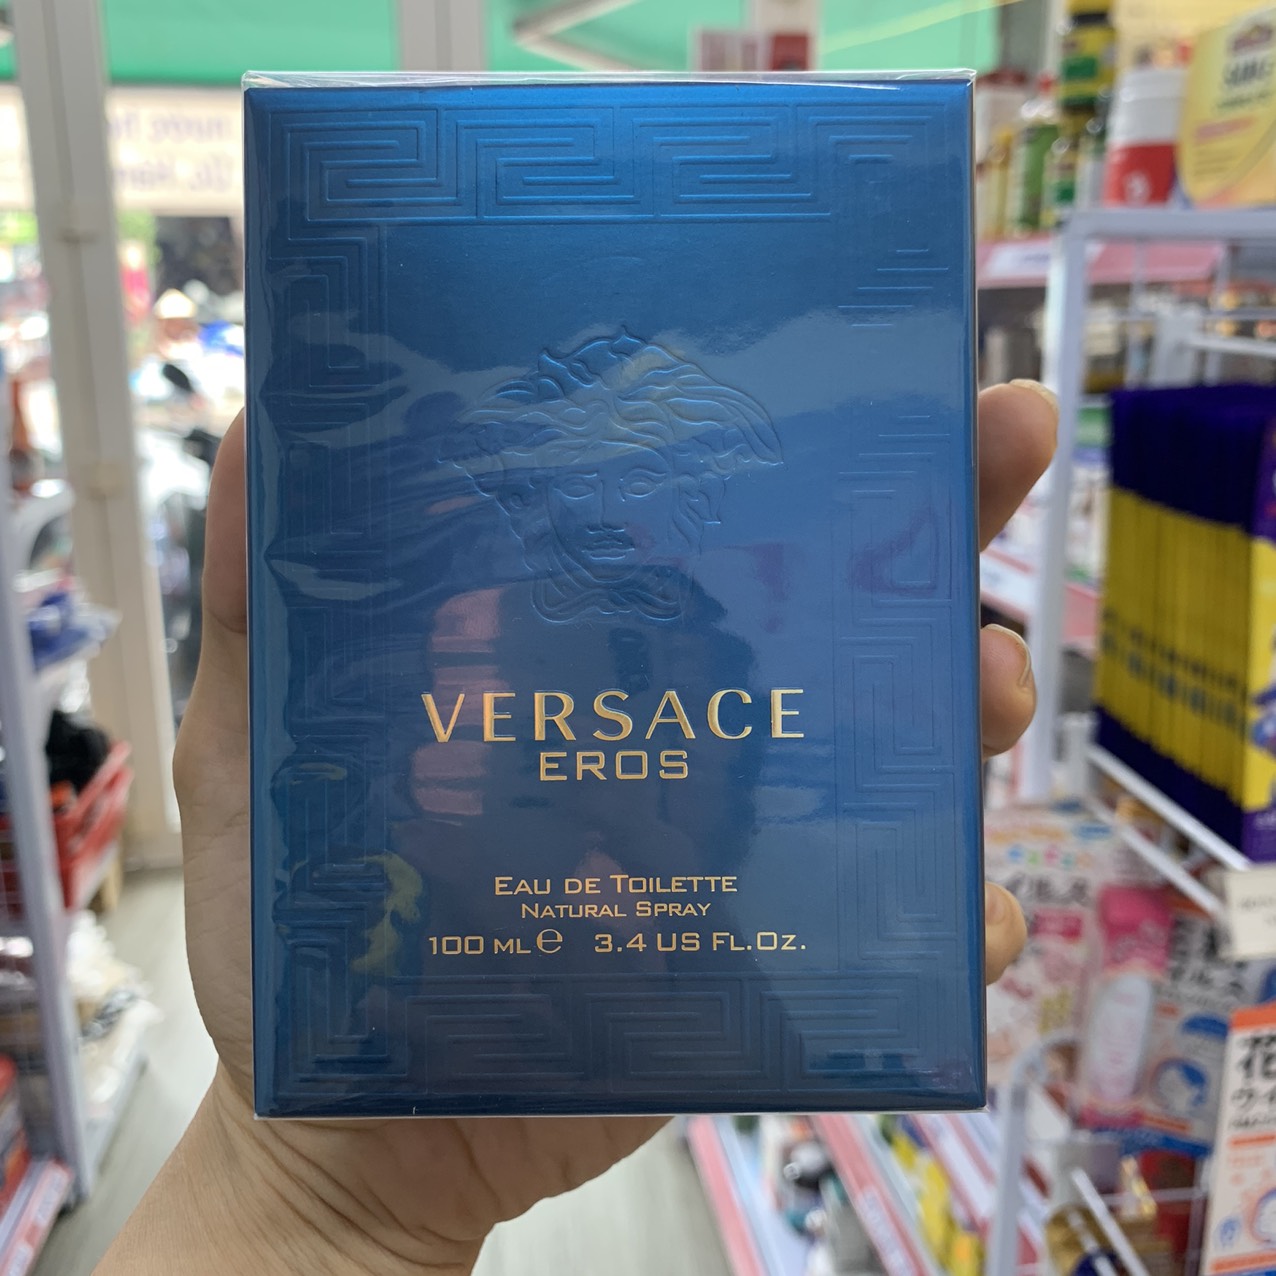 VERSACE
EROS
EAU DE TOILETTE
NATURAL SPRAY
100 ML ℮ 3.4 US FL.OZ.